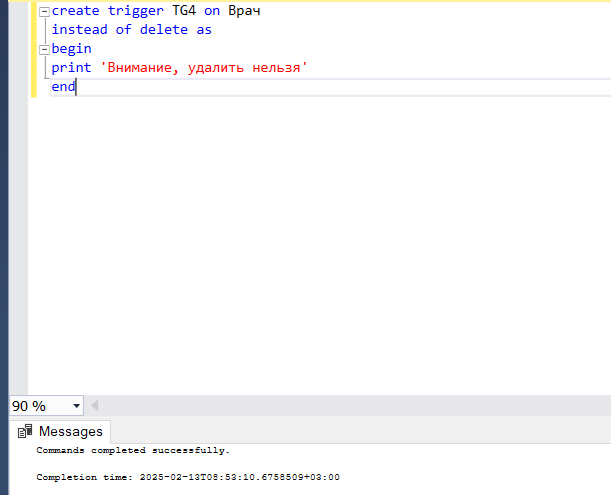 create trigger TG4 on Врач
instead of delete as
begin
print 'Внимание, удалить нельзя'
end
90 %
Messages
Commands completed successfully.
Completion time: 2025-02-13T08:53:10.6758509+03:00